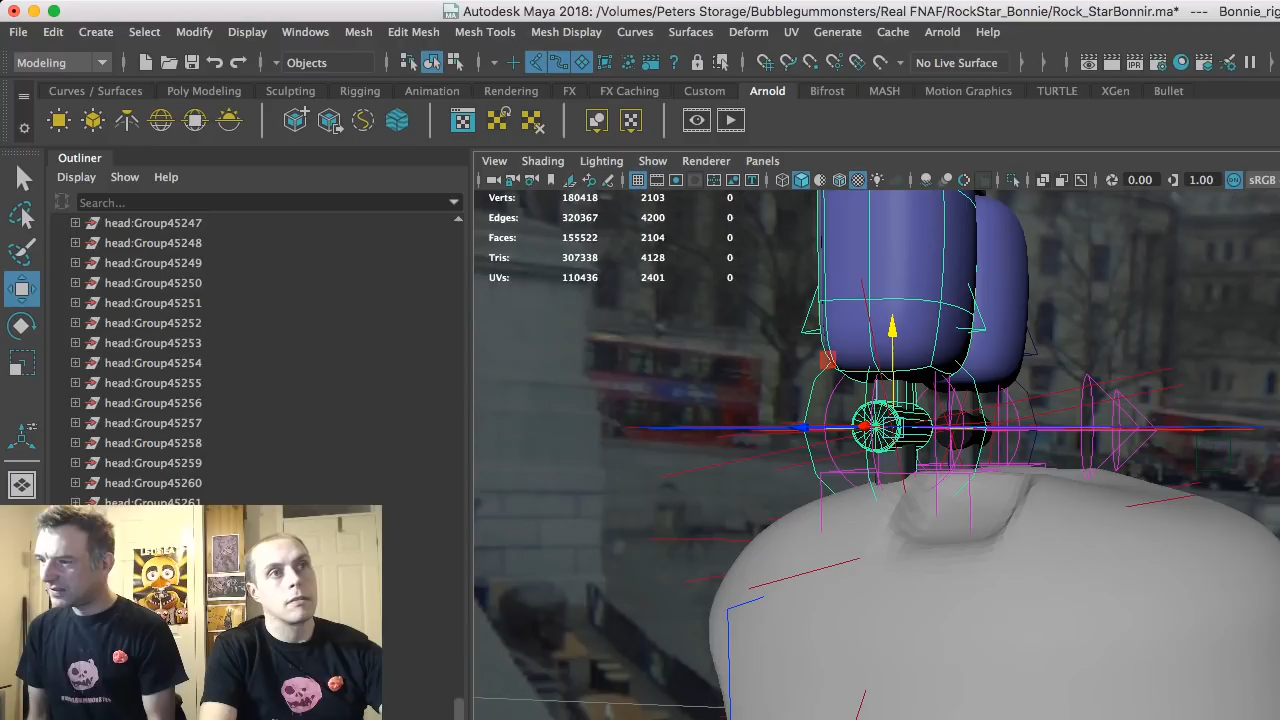 Autodesk Maya 2018: /Volumes/Peters Storage/Bubblegummonsters/Real FNAF/RockStar_Bonnie/Rock_StarBonnir.ma* --- Bonnie_ric
File Edit Create Select Modify Display Windows Mesh Edit Mesh Mesh Tools Mesh Display Curves Surfaces Deform UV Generate Cache Arnold Help
Modeling Objects No Live Surface
Curves / Surfaces Poly Modeling Sculpting Rigging Animation Rendering FX FX Caching Custom Arnold Bifrost MASH Motion Graphics TURTLE XGen Bullet
Outliner
Display Show Help
Search...
head:Group45247
head:Group45248
head:Group45249
head:Group45250
head:Group45251
head:Group45252
head:Group45253
head:Group45254
head:Group45255
head:Group45256
head:Group45257
head:Group45258
head:Group45259
head:Group45260
head:Group45261
View Shading Lighting Show Renderer Panels
0.00 1.00 sRGB
Verts: 180418 2103 0
Edges: 320367 4200 0
Faces: 155522 2104 0
Tris: 307338 4128 0
UVs: 110436 2401 0